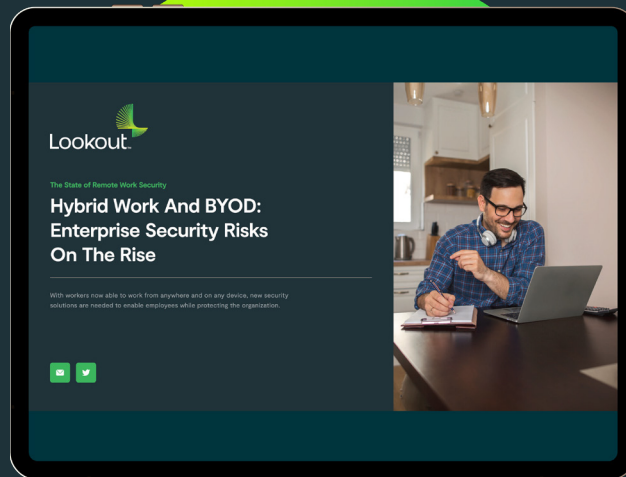 Lookout™
The State of Remote Work Security
Hybrid Work And BYOD:
Enterprise Security Risks
On The Rise
With workers now able to work from anywhere and on any device, new security
solutions are needed to enable employees while protecting the organization.